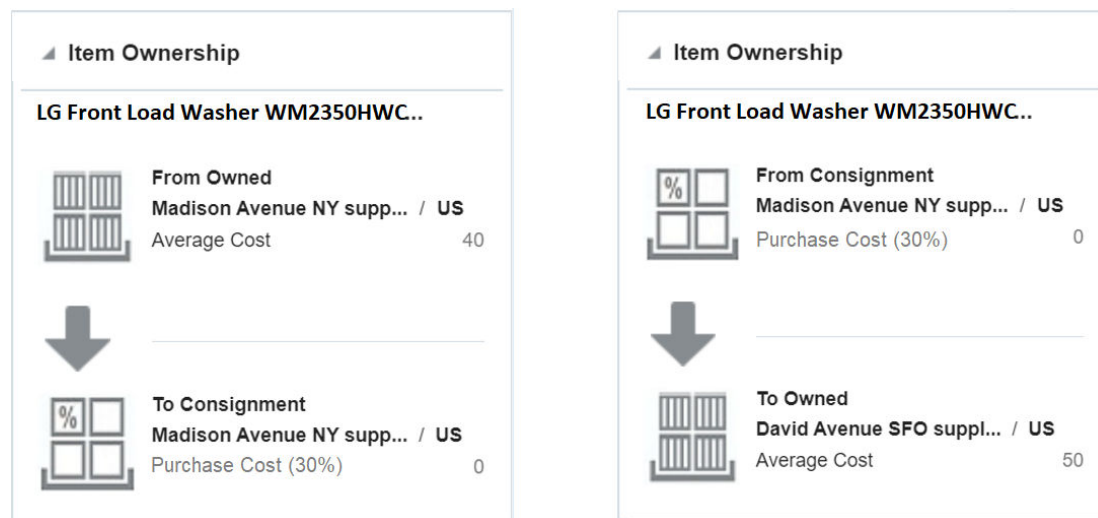 Item Ownership
LG Front Load Washer WM2350HWC...
From Owned
Madison Avenue NY supp... / US
Average Cost 40
%
To Consignment
Madison Avenue NY supp... / US
Purchase Cost (30%) 0
Item Ownership
LG Front Load Washer WM2350HWC...
%
From Consignment
Madison Avenue NY supp... / US
Purchase Cost (30%) 0
To Owned
David Avenue SFO suppl... / US
Average Cost 50